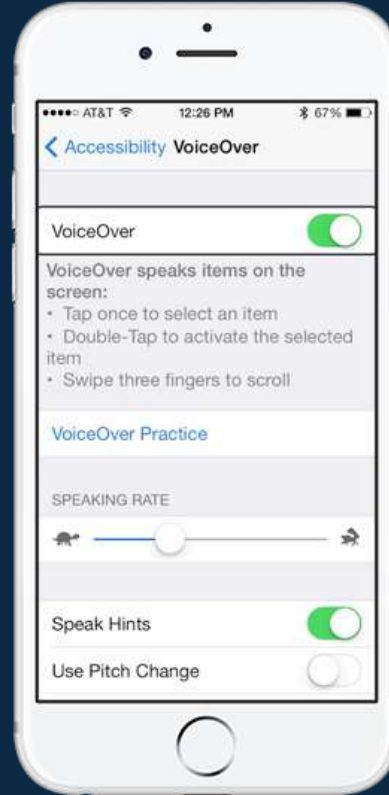 AT&T 12:26 PM 67%
Accessibility VoiceOver
VoiceOver
VoiceOver speaks items on the
screen:
• Tap once to select an item
• Double-Tap to activate the selected
item
• Swipe three fingers to scroll
VoiceOver Practice
SPEAKING RATE
Speak Hints
Use Pitch Change